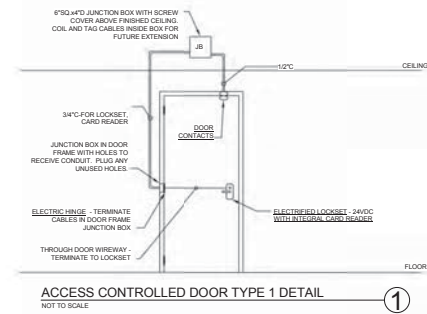 6"SQ.x4"D JUNCTION BOX WITH SCREW
COVER ABOVE FINISHED CEILING.
COIL AND TAG CABLES INSIDE BOX FOR
FUTURE EXTENSION
JB
1/2"C
CEILING
3/4"C-FOR LOCKSET,
CARD READER
DOOR
CONTACTS
JUNCTION BOX IN DOOR
FRAME WITH HOLES TO
RECEIVE CONDUIT. PLUG ANY
UNUSED HOLES.
ELECTRIC HINGE - TERMINATE
CABLES IN DOOR FRAME
JUNCTION BOX
ELECTRIFIED LOCKSET - 24VDC
WITH INTEGRAL CARD READER
THROUGH DOOR WIREWAY -
TERMINATE TO LOCKSET
FLOOR
ACCESS CONTROLLED DOOR TYPE 1 DETAIL
NOT TO SCALE
1